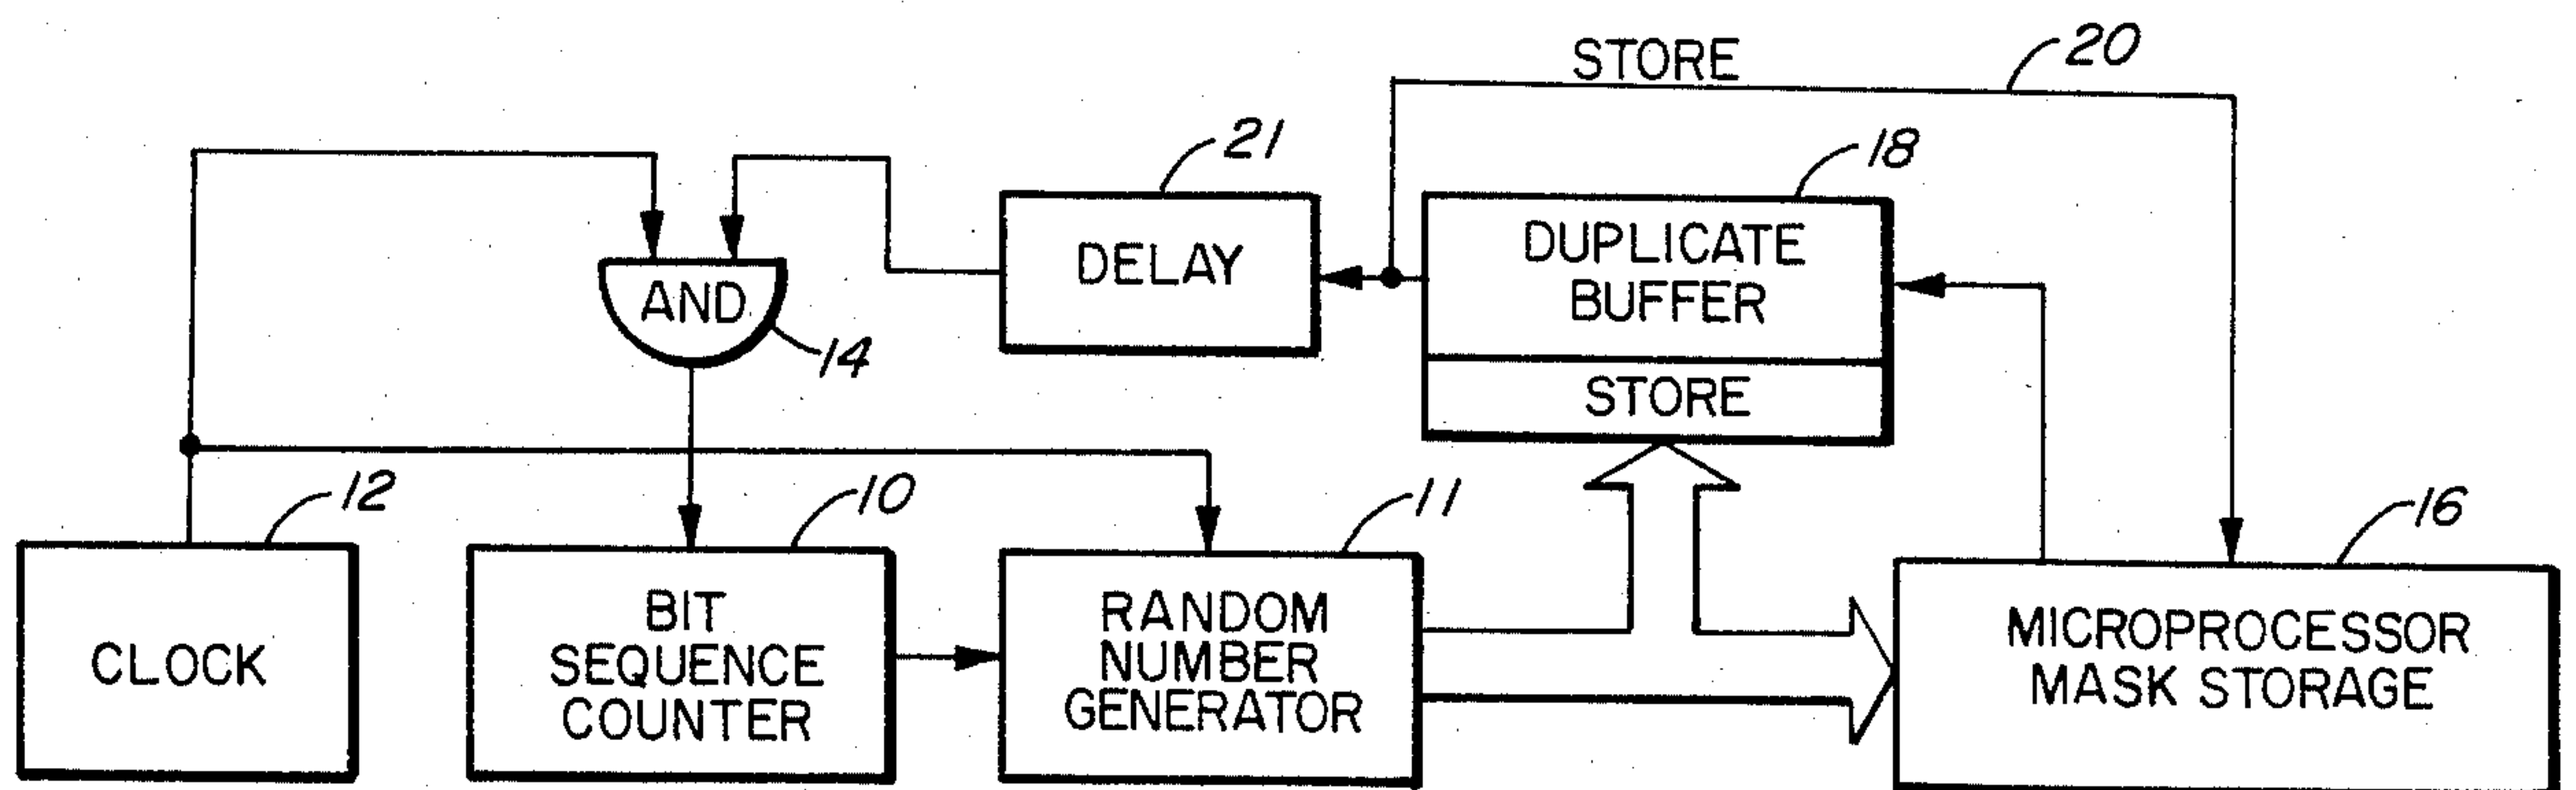 STORE
20
21
18
DELAY
DUPLICATE
BUFFER
AND
14
STORE
12
10
11
16
CLOCK
BIT
SEQUENCE
COUNTER
RANDOM
NUMBER
GENERATOR
MICROPROCESSOR
MASK STORAGE